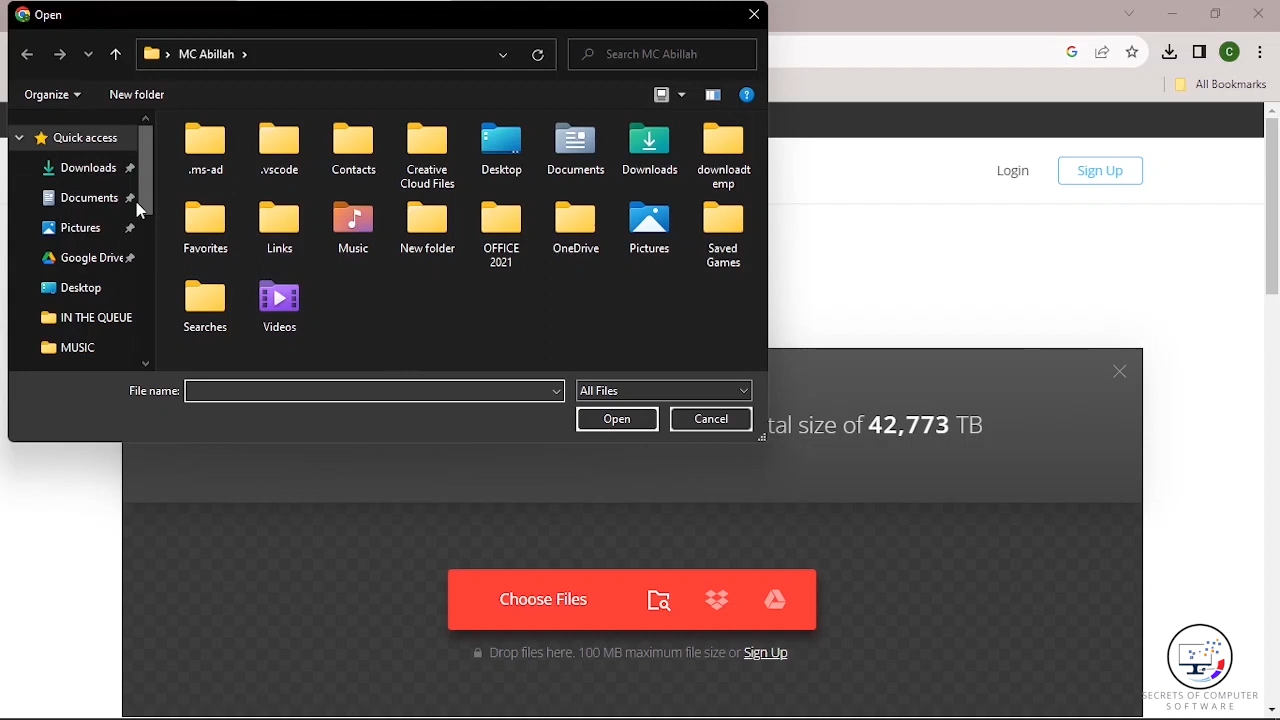 Open
MC Abillah
Search MC Abillah
Organize
New folder
All Bookmarks
Quick access
Downloads
Documents
Pictures
Google Drive
Desktop
IN THE QUEUE
MUSIC
.ms-ad
.vscode
Contacts
Creative
Cloud Files
Desktop
Documents
Downloads
downloadt
emp
Favorites
Links
Music
New folder
OFFICE
2021
OneDrive
Pictures
Saved
Games
Searches
Videos
Login
Sign Up
File name:
All Files
Open
Cancel
tal size of 42,773 TB
Choose Files
Drop files here. 100 MB maximum file size or Sign Up
SECRETS OF COMPUTER
SOFTWARE